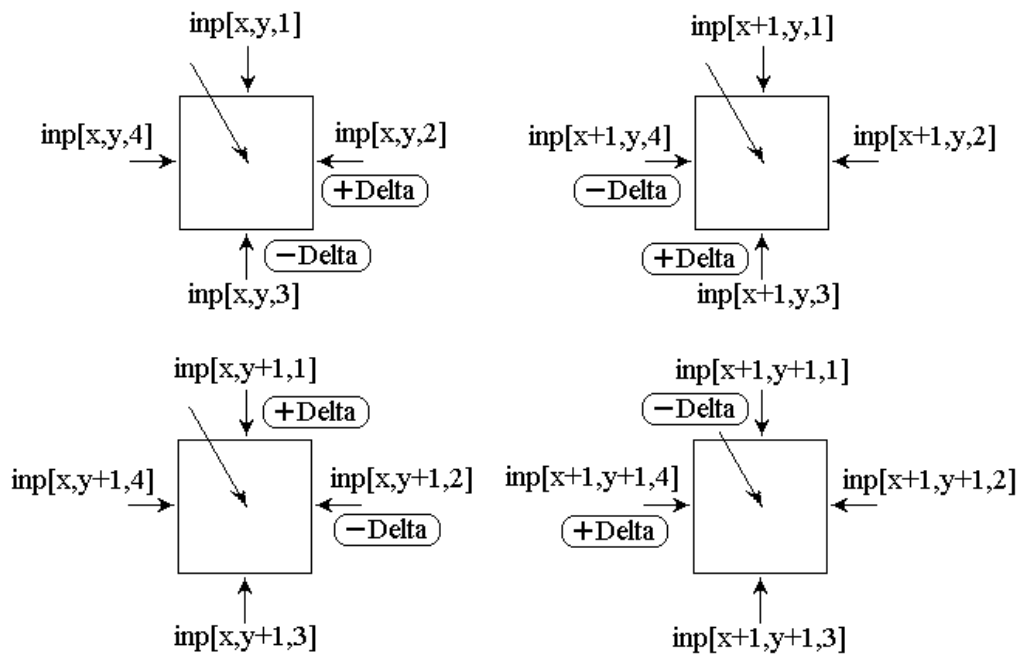 inp[x,y,1]
inp[x+1,y,1]
inp[x,y,4]
inp[x,y,2]
inp[x+1,y,4]
inp[x+1,y,2]
+Delta
−Delta
−Delta
+Delta
inp[x,y,3]
inp[x+1,y,3]
inp[x,y+1,1]
inp[x+1,y+1,1]
+Delta
−Delta
inp[x,y+1,4]
inp[x,y+1,2]
inp[x+1,y+1,4]
inp[x+1,y+1,2]
−Delta
+Delta
inp[x,y+1,3]
inp[x+1,y+1,3]